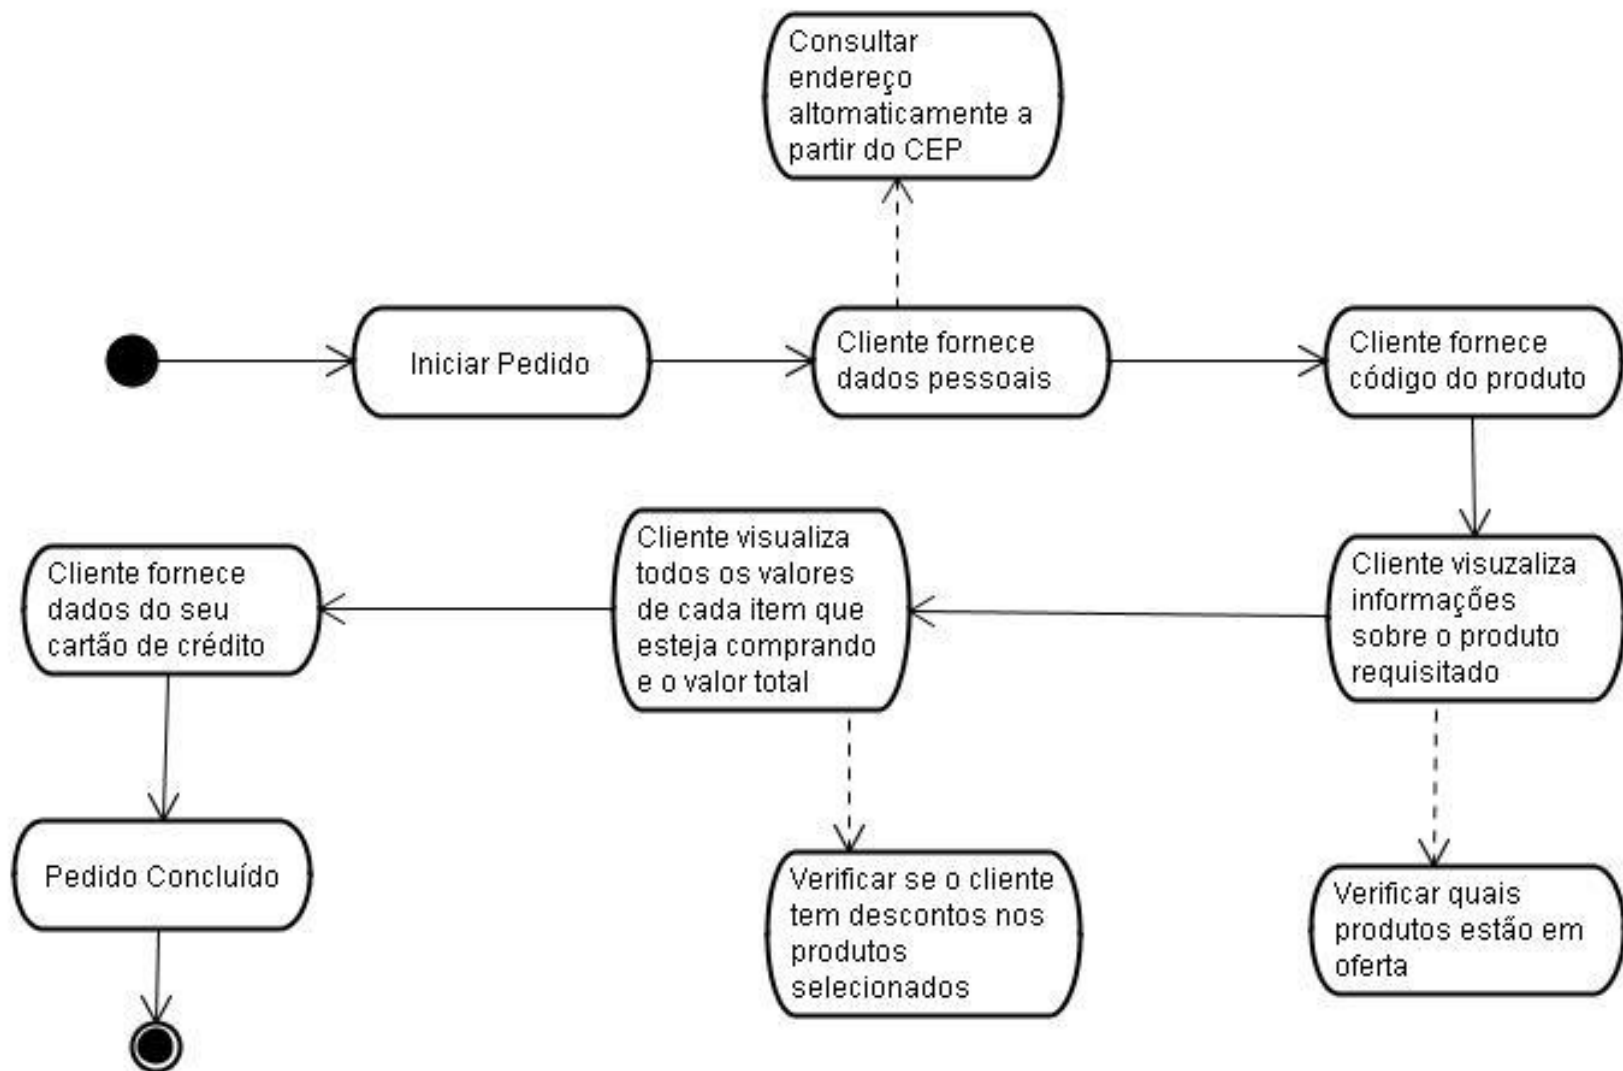 Consultar
endereço
altomaticamente a
partir do CEP
Iniciar Pedido
Cliente fornece
dados pessoais
Cliente fornece
código do produto
Cliente fornece
dados do seu
cartão de crédito
Cliente visualiza
todos os valores
de cada item que
esteja comprando
e o valor total
Cliente visuzaliza
informações
sobre o produto
requisitado
Pedido Concluído
Verificar se o cliente
tem descontos nos
produtos
selecionados
Verificar quais
produtos estão em
oferta